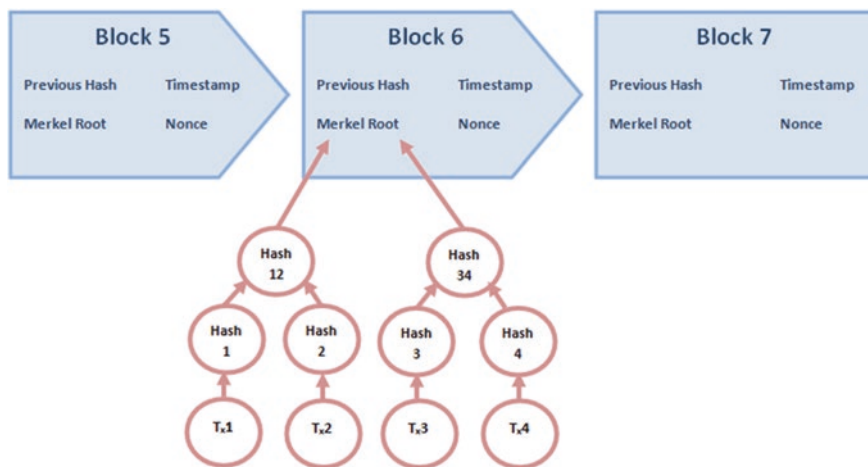 Block 5
Previous Hash Timestamp
Merkel Root Nonce
Block 6
Previous Hash Timestamp
Merkel Root Nonce
Block 7
Previous Hash Timestamp
Merkel Root Nonce
Hash
12
Hash
34
Hash
1
Hash
2
Hash
3
Hash
4
Tₓ1
Tₓ2
Tₓ3
Tₓ4